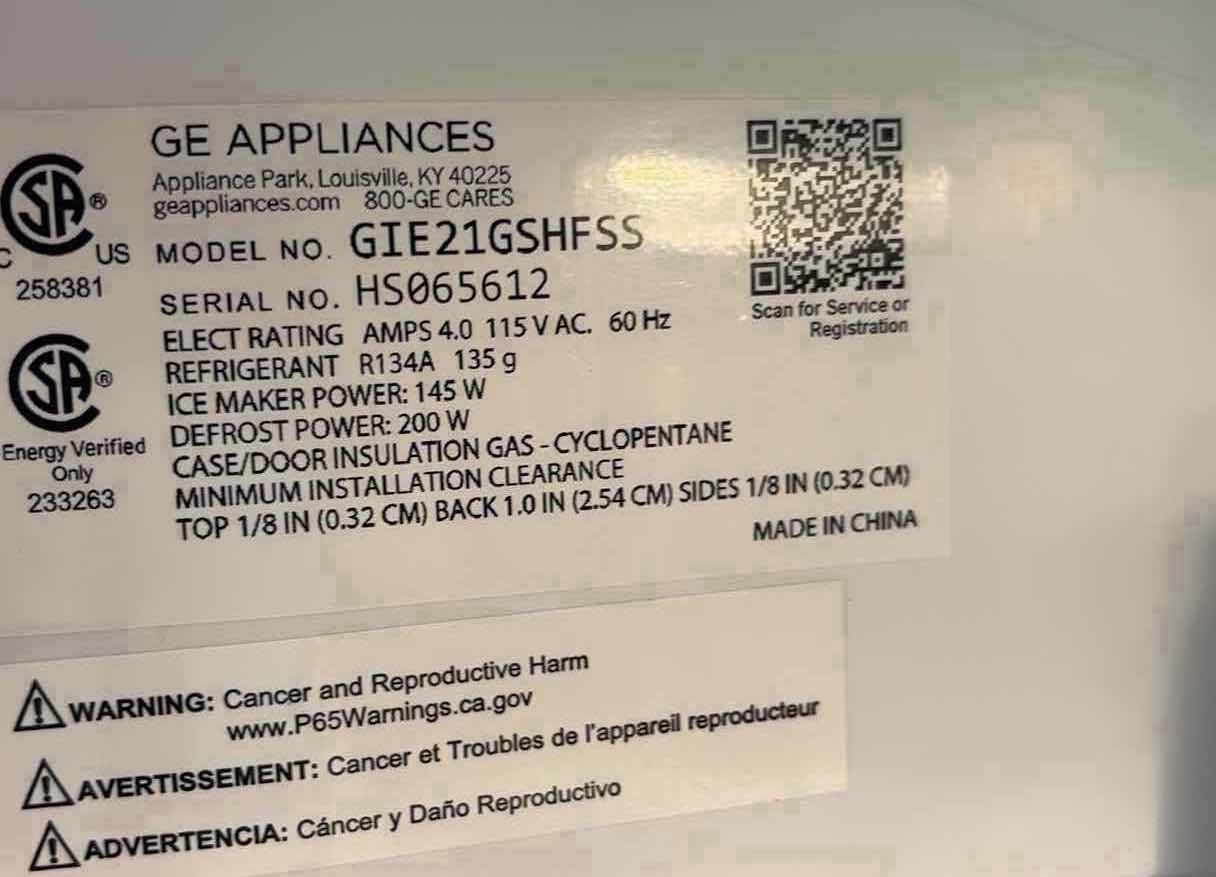 GE APPLIANCES
Appliance Park, Louisville, KY 40225
geappliances.com 800-GE CARES
MODEL NO. GIE21GSHFSS
SERIAL NO. HS065612
ELECT RATING AMPS 4.0 115 V AC. 60 Hz
REFRIGERANT R134A 135 g
ICE MAKER POWER: 145 W
DEFROST POWER: 200 W
CASE/DOOR INSULATION GAS - CYCLOPENTANE
MINIMUM INSTALLATION CLEARANCE
TOP 1/8 IN (0.32 CM) BACK 1.0 IN (2.54 CM) SIDES 1/8 IN (0.32 CM)
MADE IN CHINA
SA®
C US
258381
SA®
Energy Verified
Only
233263
Scan for Service or
Registration
WARNING: Cancer and Reproductive Harm
www.P65Warnings.ca.gov
AVERTISSEMENT: Cancer et Troubles de l'appareil reproducteur
ADVERTENCIA: Cáncer y Daño Reproductivo